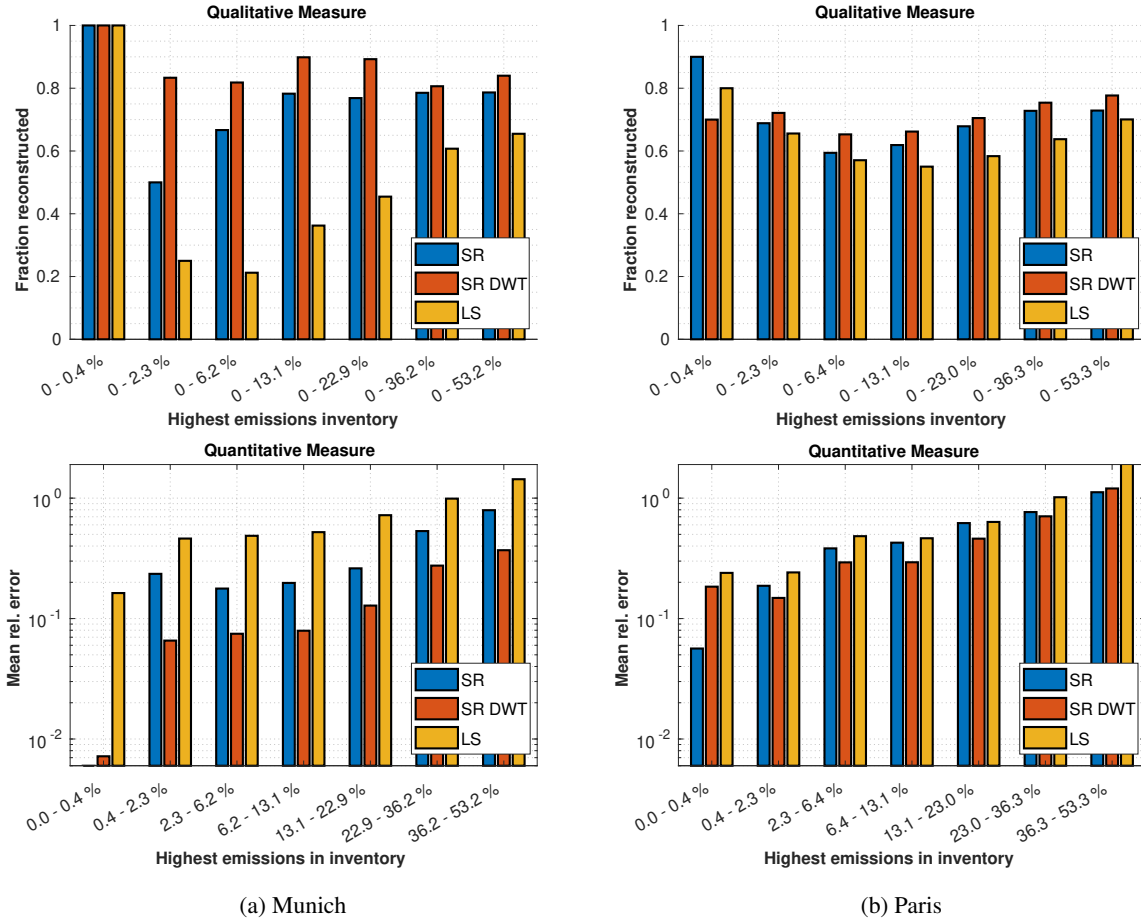 Qualitative Measure
1
0.8
0.6
0.4
0.2
0
Fraction reconstructed
SR
SR DWT
LS
0 - 0.4 %
0 - 2.3 %
0 - 6.2 %
0 - 13.1 %
0 - 22.9 %
0 - 36.2 %
0 - 53.2 %
Highest emissions inventory
Qualitative Measure
1
0.8
0.6
0.4
0.2
0
Fraction reconstructed
SR
SR DWT
LS
0 - 0.4 %
0 - 2.3 %
0 - 6.4 %
0 - 13.1 %
0 - 23.0 %
0 - 36.3 %
0 - 53.3 %
Highest emissions inventory
Quantitative Measure
10^0
10^-1
10^-2
Mean rel. error
SR
SR DWT
LS
0.0 - 0.4 %
0.4 - 2.3 %
2.3 - 6.2 %
6.2 - 13.1 %
13.1 - 22.9 %
22.9 - 36.2 %
36.2 - 53.2 %
Highest emissions in inventory
Quantitative Measure
10^0
10^-1
10^-2
Mean rel. error
SR
SR DWT
LS
0.0 - 0.4 %
0.4 - 2.3 %
2.3 - 6.4 %
6.4 - 13.1 %
13.1 - 23.0 %
23.0 - 36.3 %
36.3 - 53.3 %
Highest emissions in inventory
(a) Munich
(b) Paris